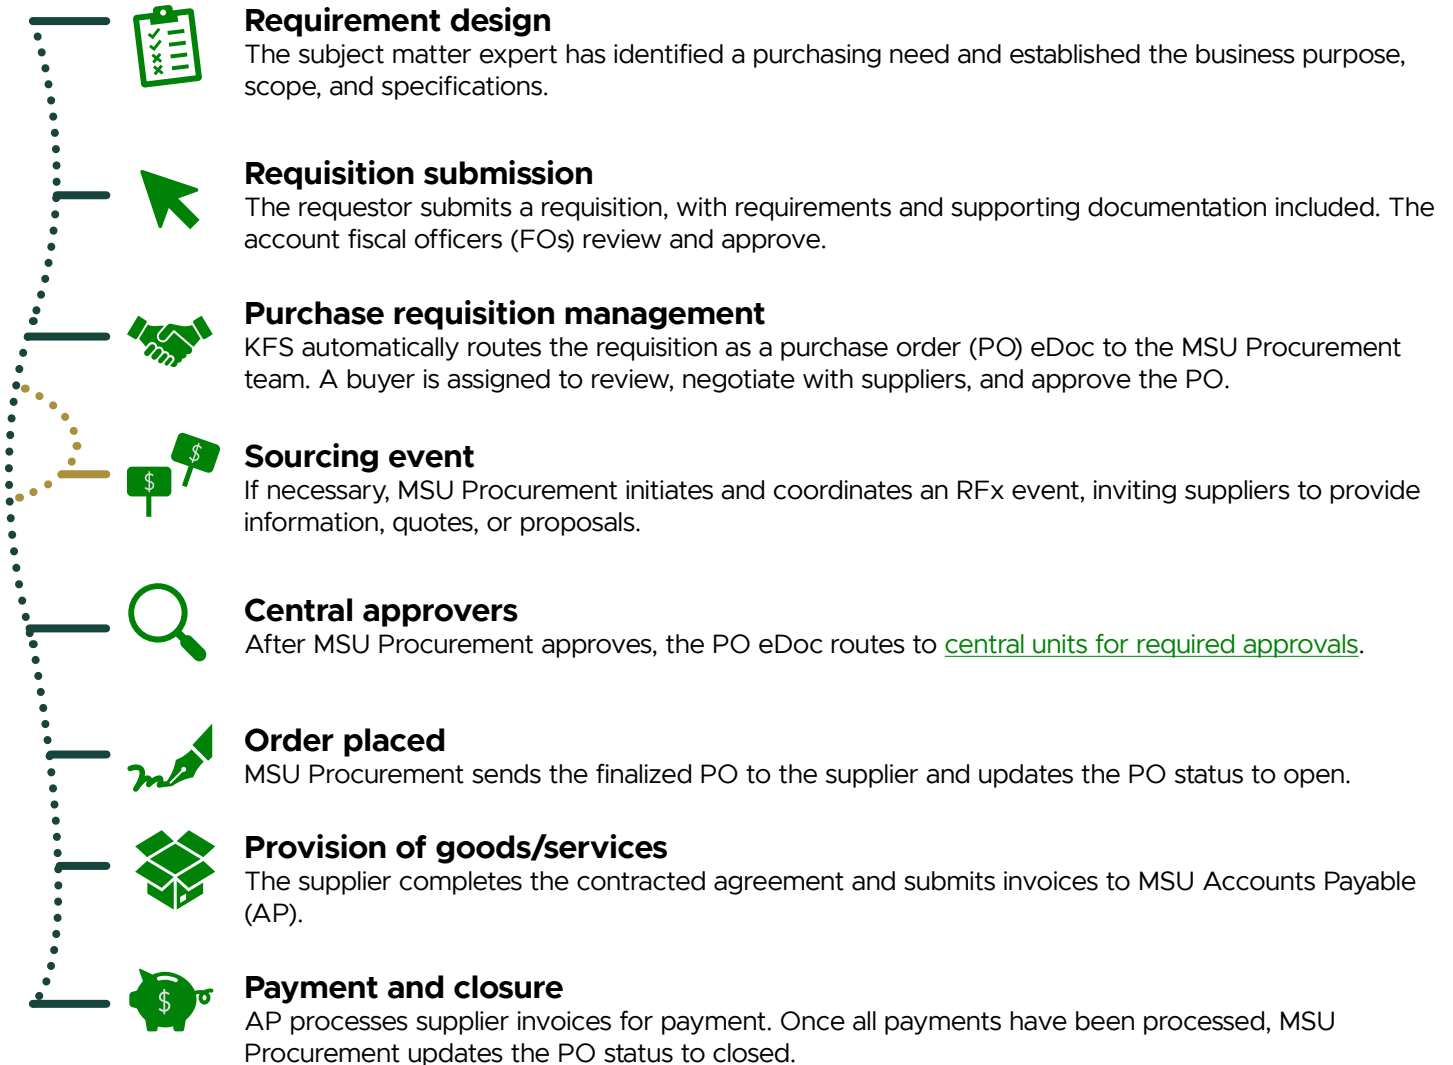 Requirement design
The subject matter expert has identified a purchasing need and established the business purpose,
scope, and specifications.
Requisition submission
The requestor submits a requisition, with requirements and supporting documentation included. The
account fiscal officers (FOs) review and approve.
Purchase requisition management
KFS automatically routes the requisition as a purchase order (PO) eDoc to the MSU Procurement
team. A buyer is assigned to review, negotiate with suppliers, and approve the PO.
$
$
Sourcing event
If necessary, MSU Procurement initiates and coordinates an RFx event, inviting suppliers to provide
information, quotes, or proposals.
Central approvers
After MSU Procurement approves, the PO eDoc routes to central units for required approvals.
Order placed
MSU Procurement sends the finalized PO to the supplier and updates the PO status to open.
Provision of goods/services
The supplier completes the contracted agreement and submits invoices to MSU Accounts Payable
(AP).
$
Payment and closure
AP processes supplier invoices for payment. Once all payments have been processed, MSU
Procurement updates the PO status to closed.